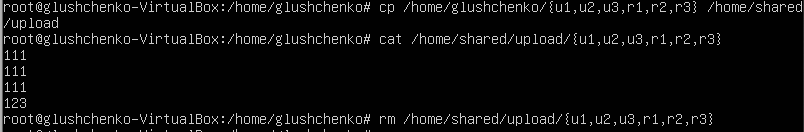 root@glushchenko-VirtualBox:/home/glushchenko# cp /home/glushchenko/{u1,u2,u3,r1,r2,r3} /home/shared
/upload
root@glushchenko-VirtualBox:/home/glushchenko# cat /home/shared/upload/{u1,u2,u3,r1,r2,r3}
111
111
111
123
root@glushchenko-VirtualBox:/home/glushchenko# rm /home/shared/upload/{u1,u2,u3,r1,r2,r3}